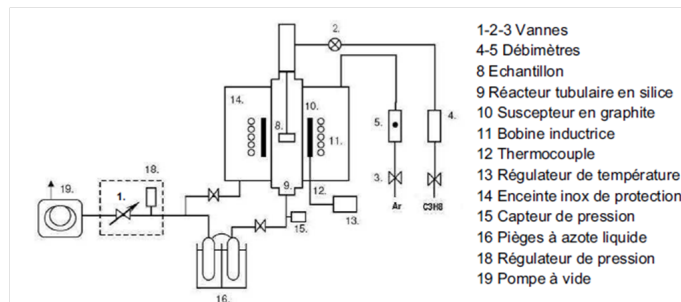 2.
14.
10.
8.
11.
5.
4.
3.
Ar
C3H8
9.
12.
13.
15.
16.
18.
1.
19.
1-2-3 Vannes
4-5 Débimètres
8 Echantillon
9 Réacteur tubulaire en silice
10 Suscepteur en graphite
11 Bobine inductrice
12 Thermocouple
13 Régulateur de température
14 Enceinte inox de protection
15 Capteur de pression
16 Pièges à azote liquide
18 Régulateur de pression
19 Pompe à vide